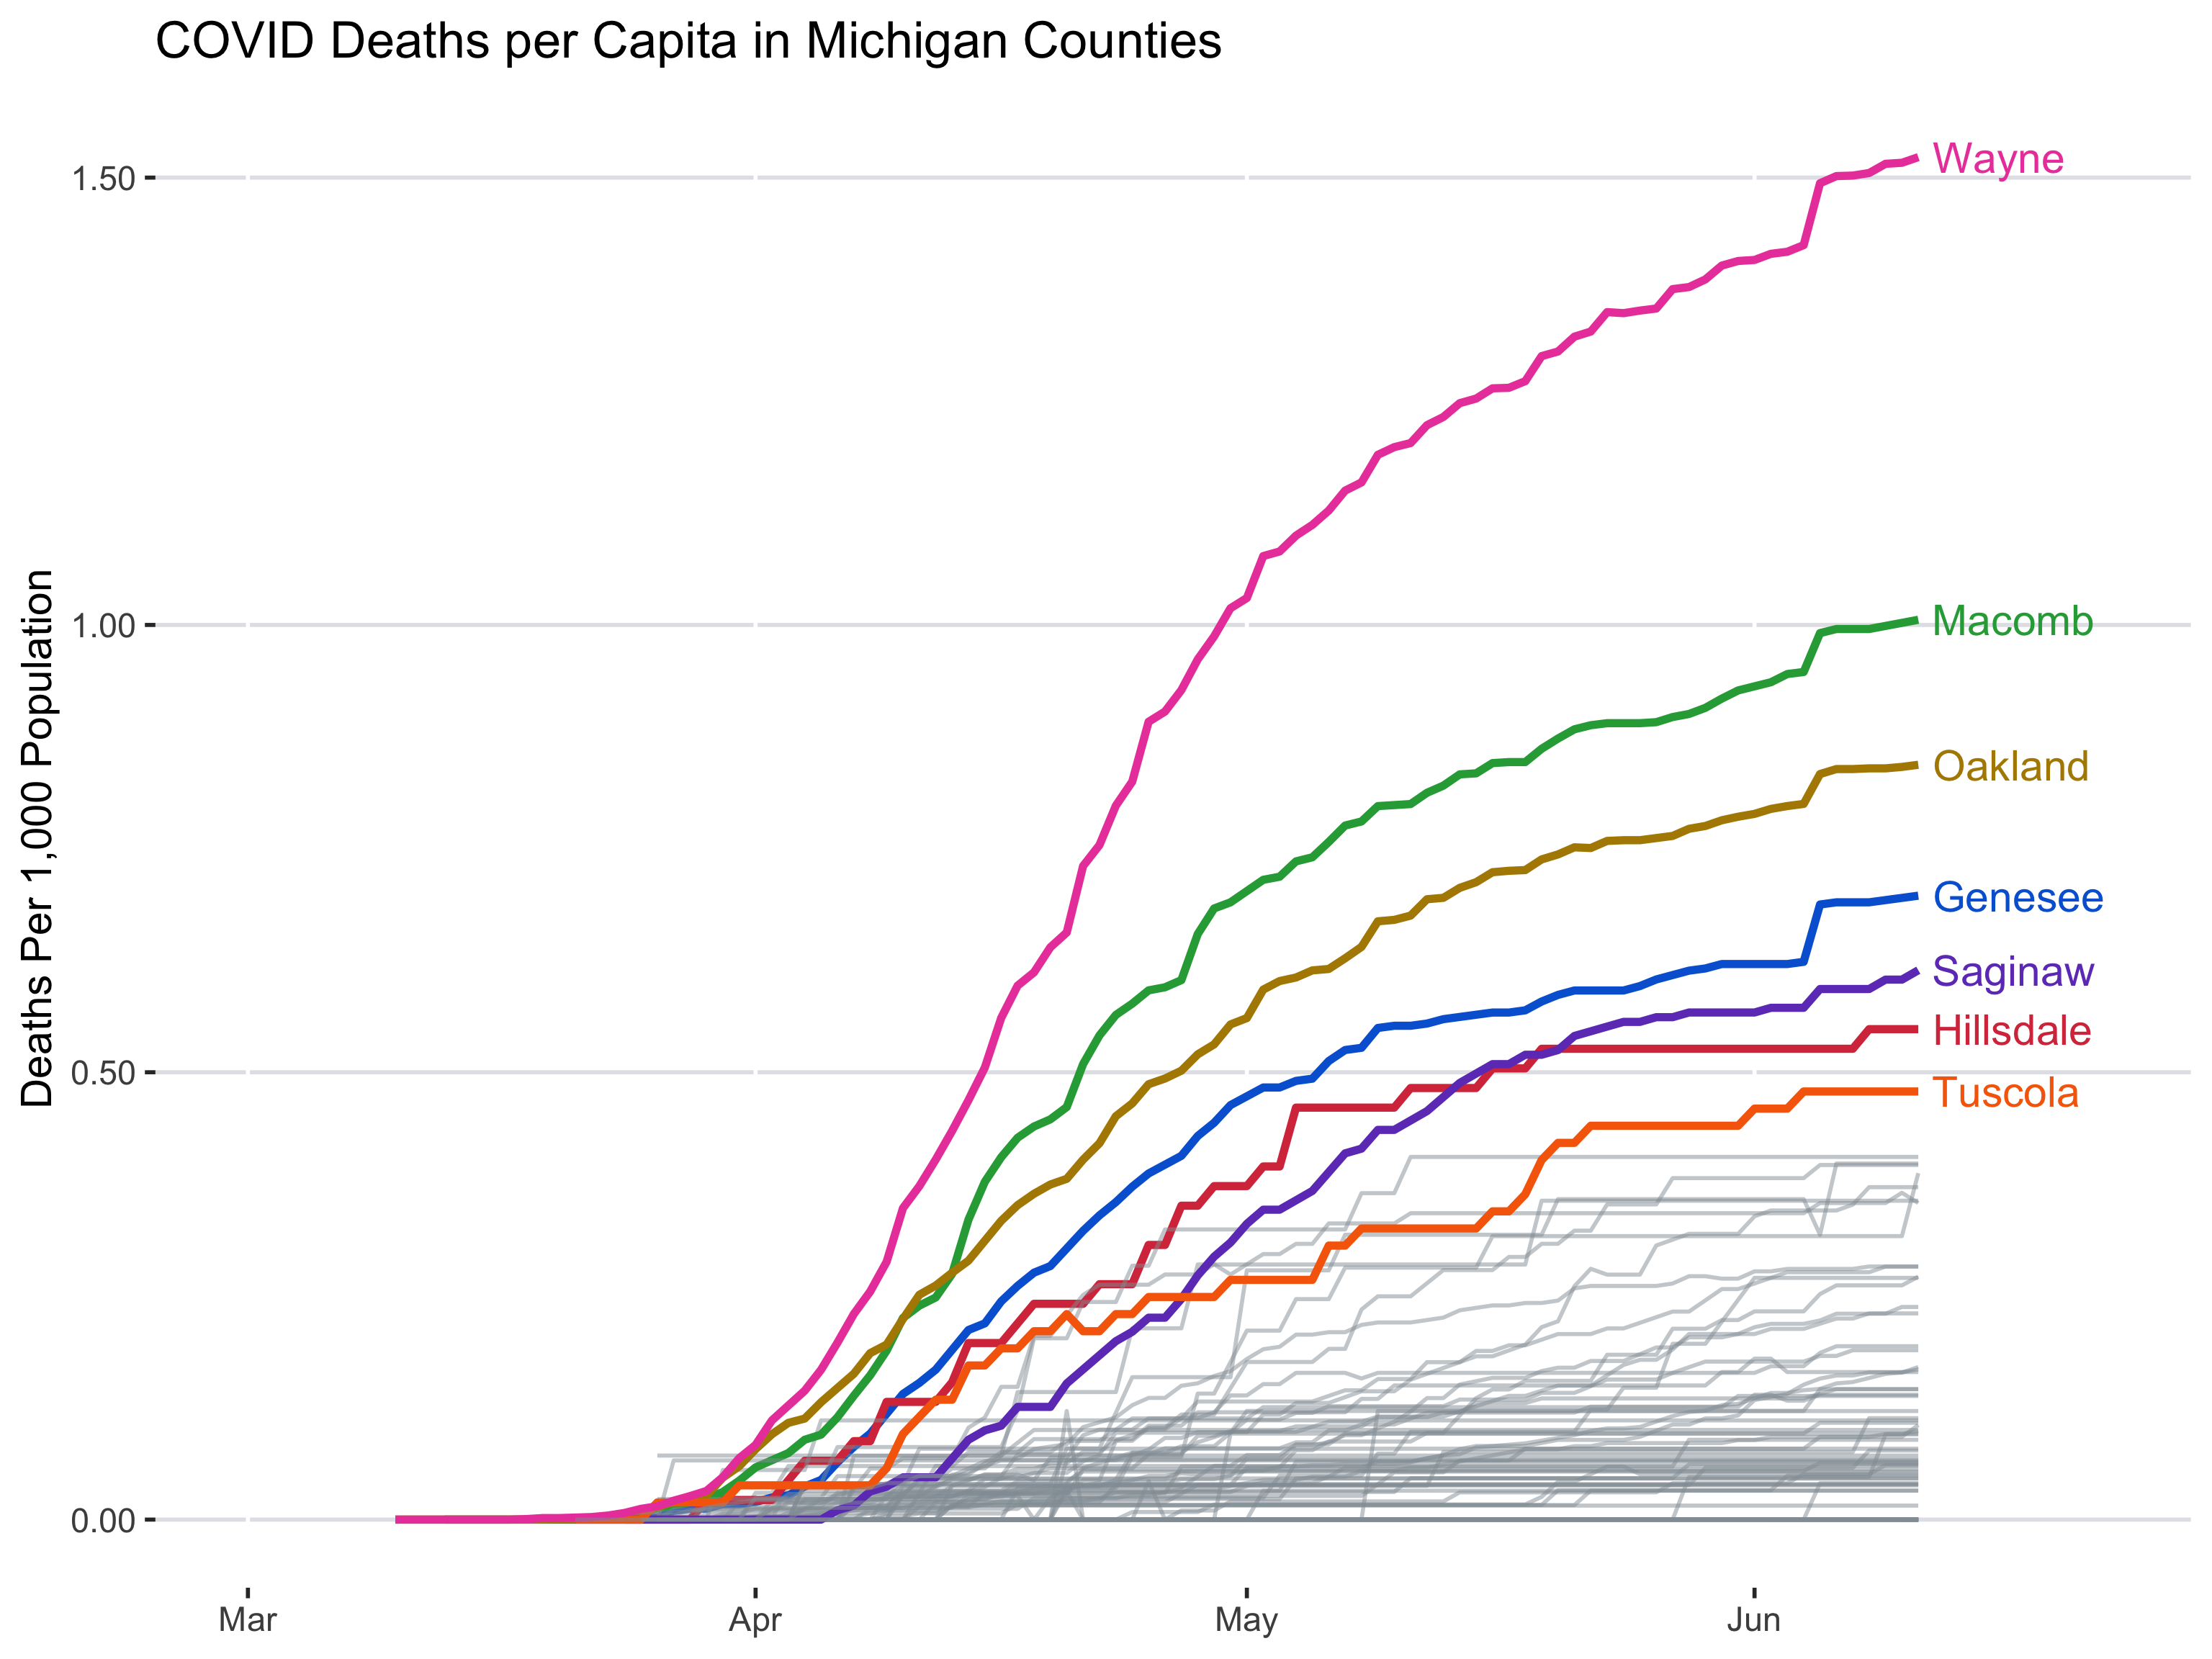 COVID Deaths per Capita in Michigan Counties
Deaths Per 1,000 Population
1.50
1.00
0.50
0.00
Wayne
Macomb
Oakland
Genesee
Saginaw
Hillsdale
Tuscola
Mar
Apr
May
Jun